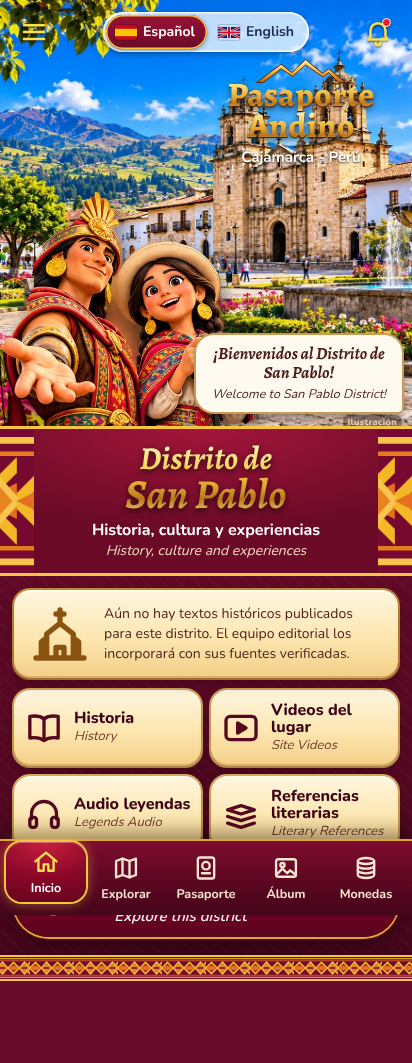 Español
English
Pasaporte
Andino
Cajamarca - Perú
¡Bienvenidos al Distrito de
San Pablo!
Welcome to San Pablo District!
Ilustración
Distrito de
San Pablo
Historia, cultura y experiencias
History, culture and experiences
Aún no hay textos históricos publicados
para este distrito. El equipo editorial los
incorporará con sus fuentes verificadas.
Historia
History
Videos del
lugar
Site Videos
Audio leyendas
Legends Audio
Referencias
literarias
Literary References
Inicio
Explorar
Pasaporte
Álbum
Monedas
Explore this district